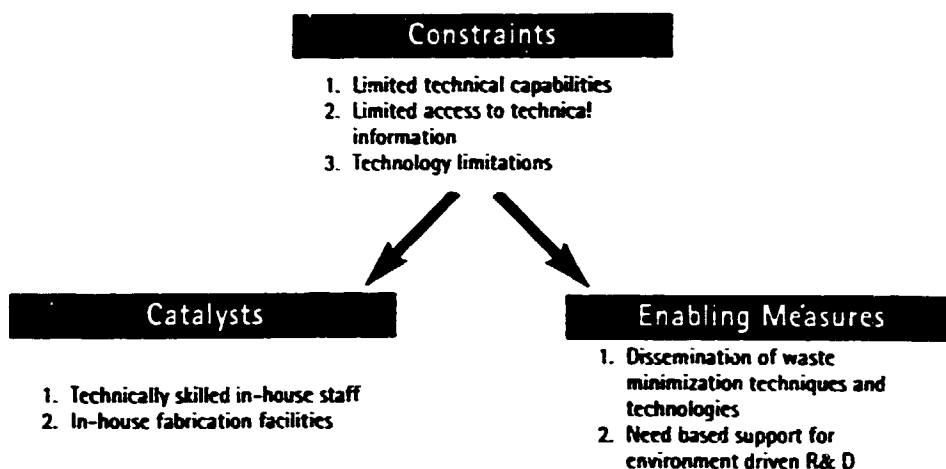 Constraints
1. Limited technical capabilities
2. Limited access to technical
information
3. Technology limitations
Catalysts
1. Technically skilled in-house staff
2. In-house fabrication facilities
Enabling Measures
1. Dissemination of waste
minimization techniques and
technologies
2. Need based support for
environment driven R& D